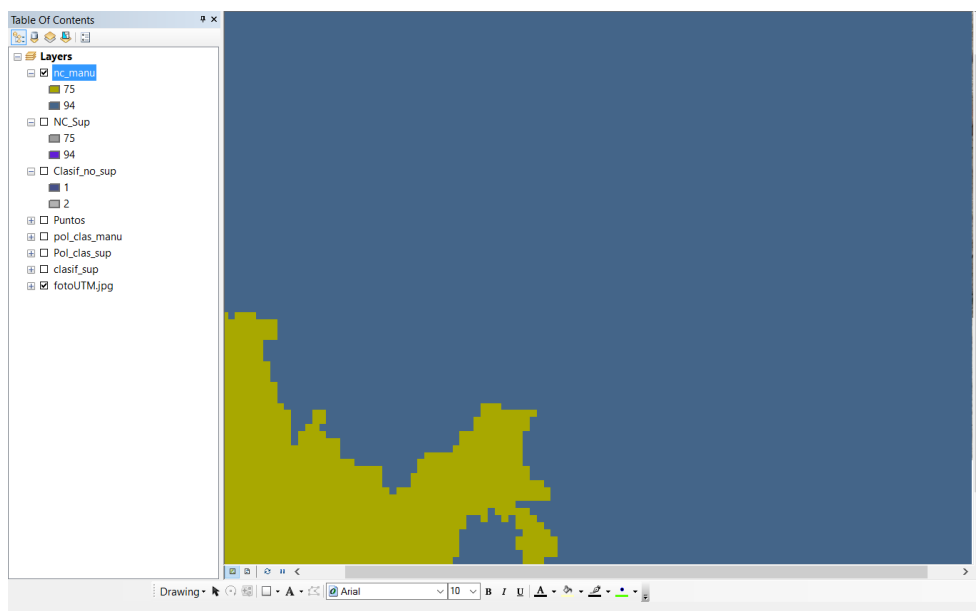 Table Of Contents
Layers
nc_manu
75
94
NC_Sup
75
94
Clasif_no_sup
1
2
Puntos
pol_clas_manu
Pol_clas_sup
clasif_sup
fotoUTM.jpg
Drawing A Arial 10 B I U A